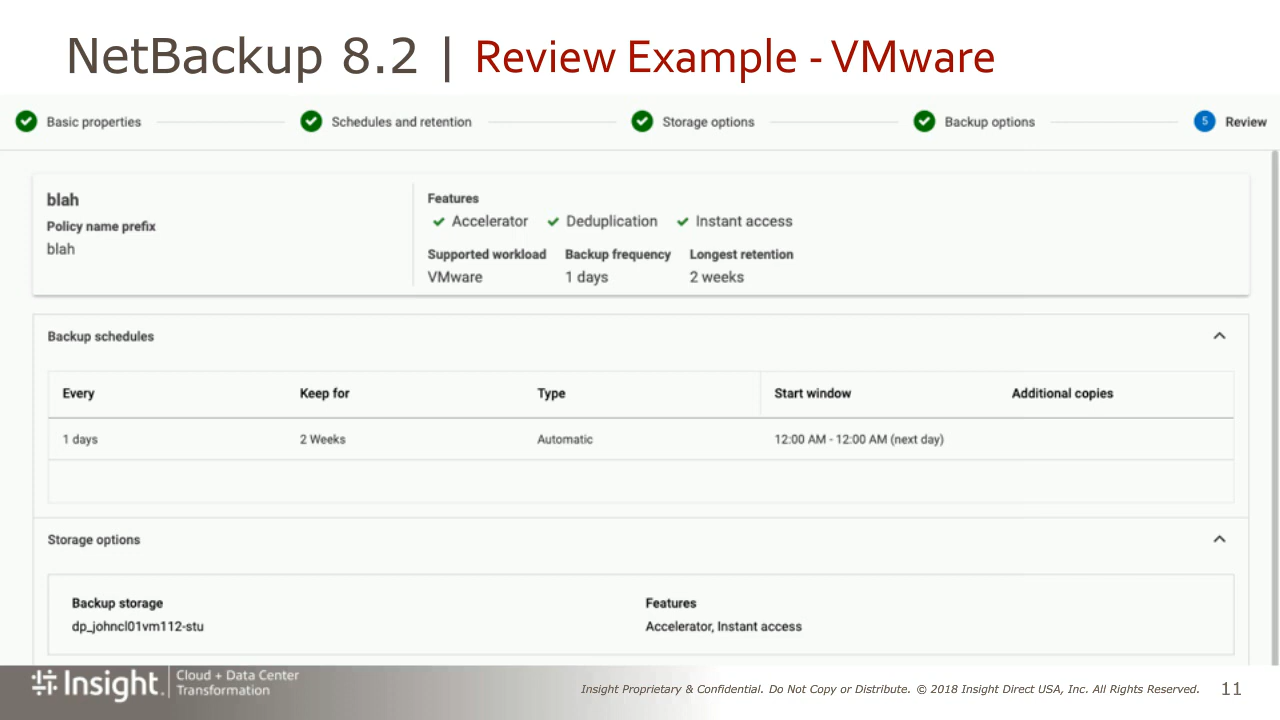 NetBackup 8.2 | Review Example - VMware
Basic properties
Schedules and retention
Storage options
Backup options
5 Review
blah
Policy name prefix
blah
Features
Accelerator Deduplication Instant access
Supported workload Backup frequency Longest retention
VMware 1 days 2 weeks
Backup schedules
Every Keep for Type Start window Additional copies
1 days 2 Weeks Automatic 12:00 AM - 12:00 AM (next day)
Storage options
Backup storage Features
dp_johncl01vm112-stu Accelerator, Instant access
Insight.
Cloud + Data Center
Transformation
Insight Proprietary & Confidential. Do Not Copy or Distribute. © 2018 Insight Direct USA, Inc. All Rights Reserved. 11